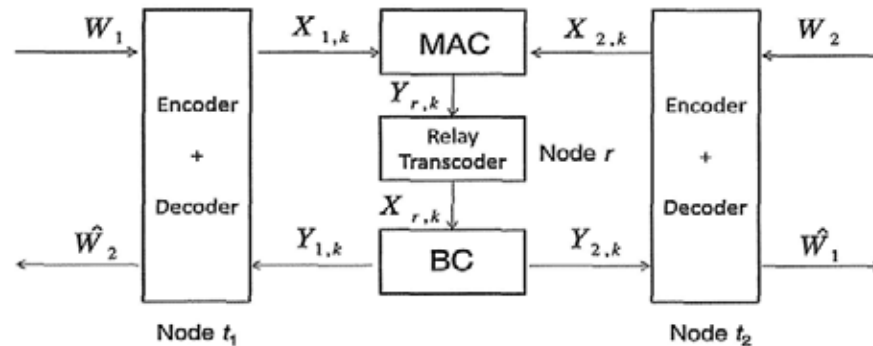 W₁ X₁,ₖ MAC X₂,ₖ W₂
Yᵣ,ₖ
Encoder Relay Encoder
+ Transcoder Node r +
Decoder Decoder
Xᵣ,ₖ
Ŵ₂ Y₁,ₖ BC Y₂,ₖ Ŵ₁
Node t₁ Node t₂